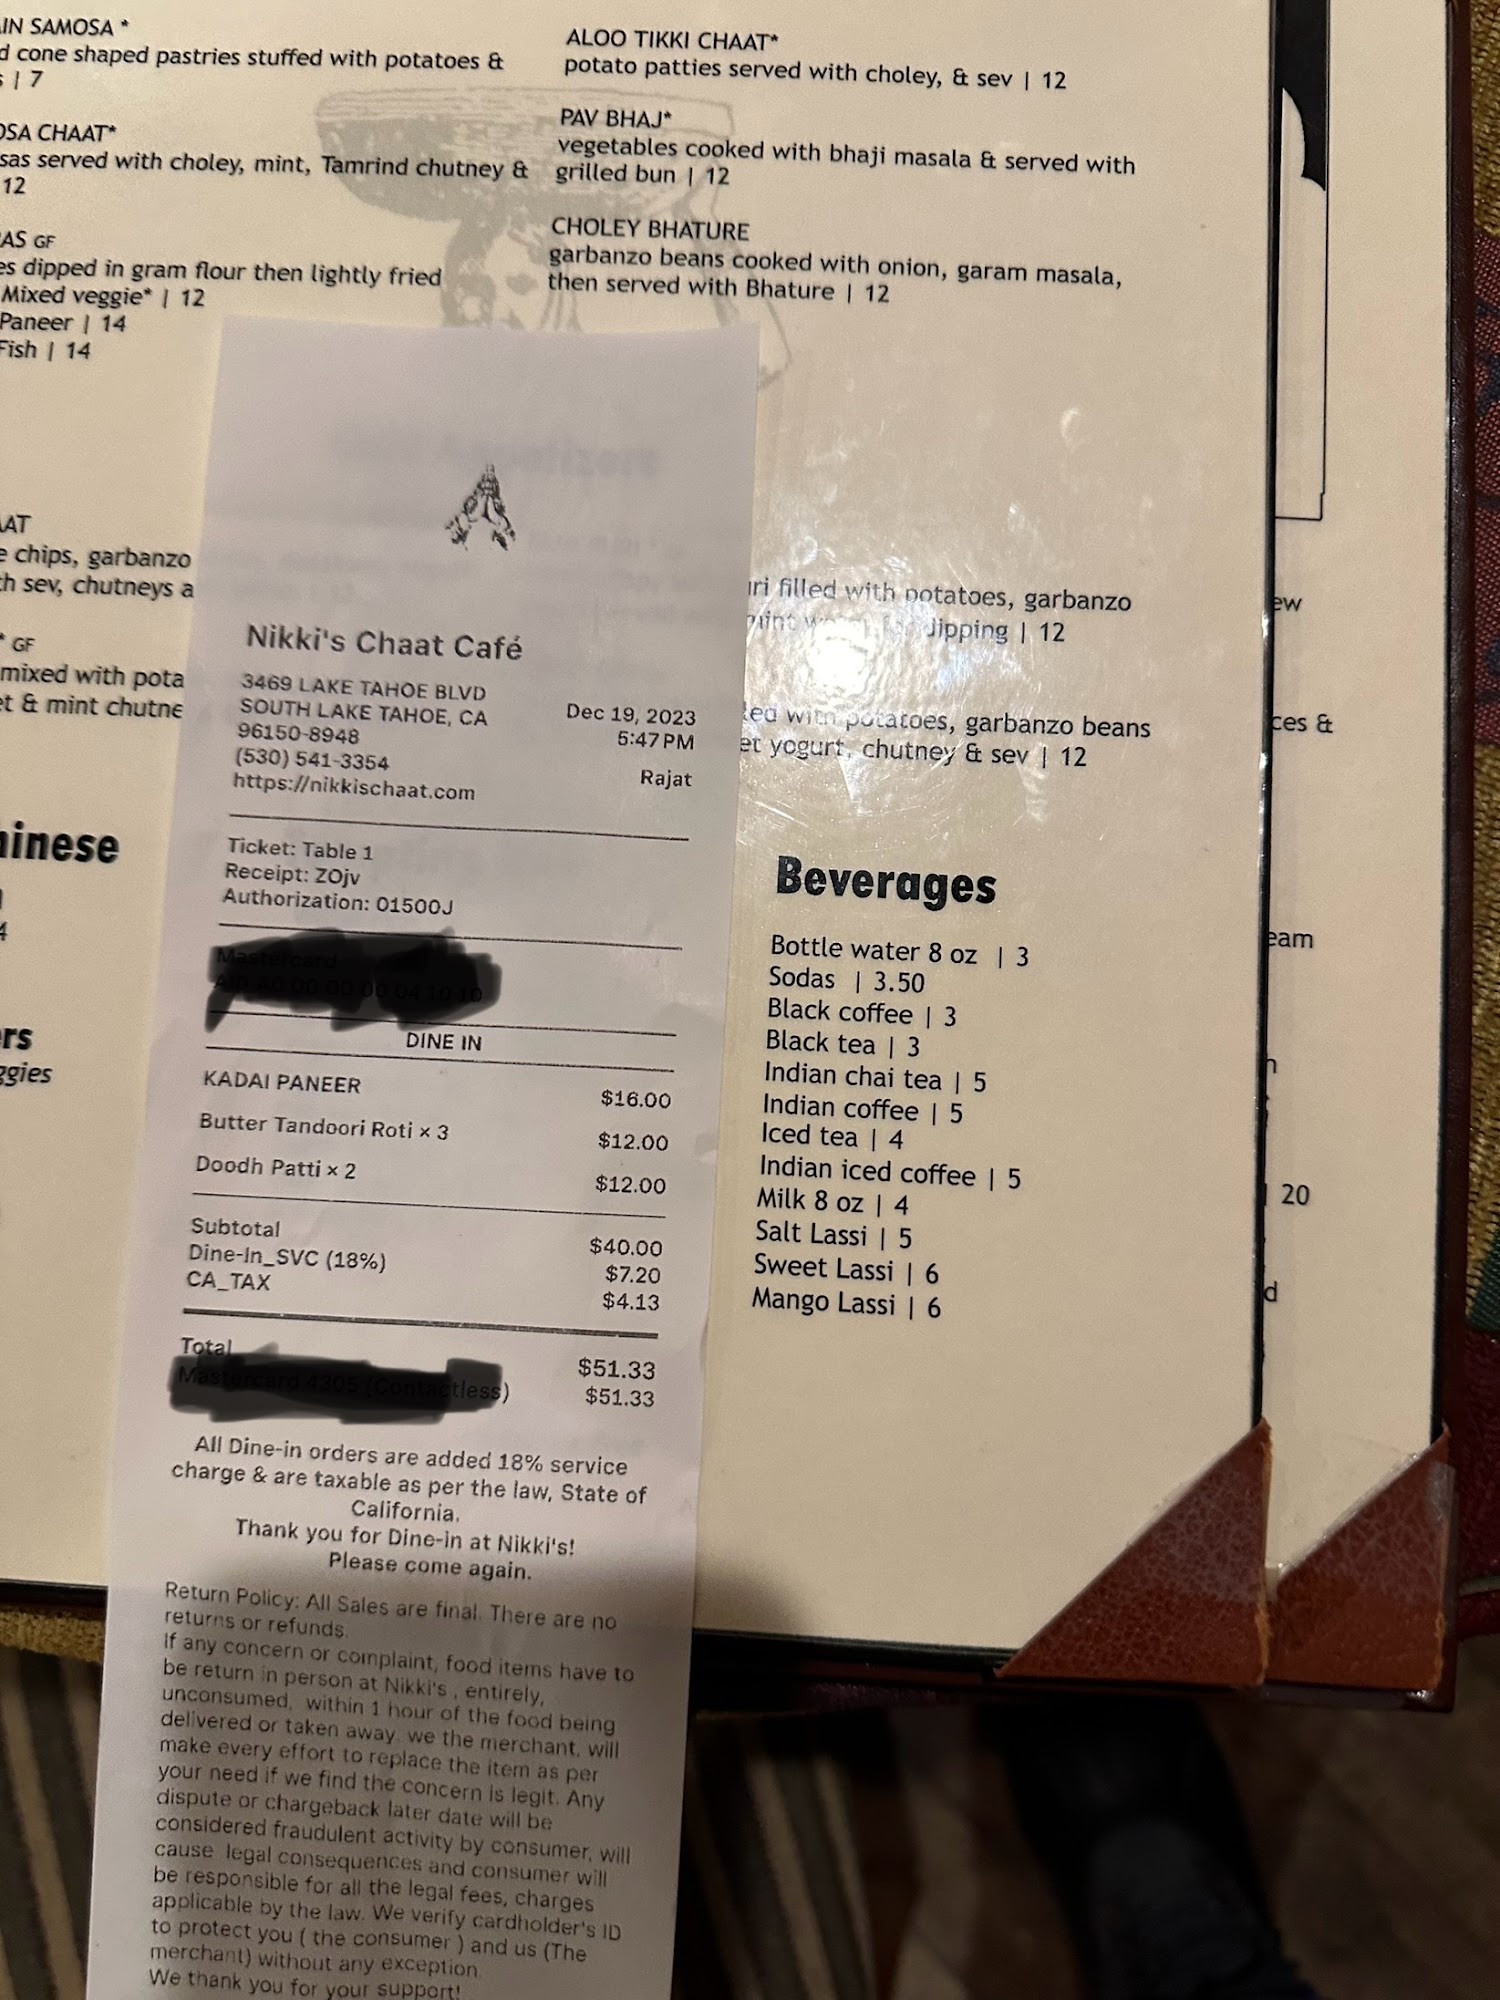 IN SAMOSA *
d cone shaped pastries stuffed with potatoes &
s | 7
OSA CHAAT*
sas served with choley, mint, Tamrind chutney &
12
AS GF
es dipped in gram flour then lightly fried
Mixed veggie* | 12
Paneer | 14
Fish | 14
ALOO TIKKI CHAAT*
potato patties served with choley, & sev | 12
PAV BHAJ*
vegetables cooked with bhaji masala & served with
grilled bun | 12
CHOLEY BHATURE
garbanzo beans cooked with onion, garam masala,
then served with Bhature | 12
AAT
e chips, garbanzo
th sev, chutneys a
* GF
mixed with pota
et & mint chutne
hinese
4
ers
ggies
uri filled with potatoes, garbanzo
mint dipping | 12
led with potatoes, garbanzo beans
et yogurt, chutney & sev | 12
Beverages
Bottle water 8 oz | 3
Sodas | 3.50
Black coffee | 3
Black tea | 3
Indian chai tea | 5
Indian coffee | 5
Iced tea | 4
Indian iced coffee | 5
Milk 8 oz | 4
Salt Lassi | 5
Sweet Lassi | 6
Mango Lassi | 6
ew
ces &
eam
n
| 20
d
Nikki's Chaat Café
3469 LAKE TAHOE BLVD
SOUTH LAKE TAHOE, CA
96150-8948
(530) 541-3354
https://nikkischaat.com
Dec 19, 2023
5:47 PM
Rajat
Ticket: Table 1
Receipt: ZOjv
Authorization: 01500J
Mastercard
DINE IN
KADAI PANEER $16.00
Butter Tandoori Roti × 3 $12.00
Doodh Patti × 2 $12.00
Subtotal $40.00
Dine-In_SVC (18%) $7.20
CA_TAX $4.13
Total $51.33
Mastercard 4305 (Contactless) $51.33
All Dine-in orders are added 18% service
charge & are taxable as per the law, State of
California.
Thank you for Dine-in at Nikki's!
Please come again.
Return Policy: All Sales are final. There are no
returns or refunds.
If any concern or complaint, food items have to
be return in person at Nikki's , entirely,
unconsumed, within 1 hour of the food being
delivered or taken away. we the merchant, will
make every effort to replace the item as per
your need if we find the concern is legit. Any
dispute or chargeback later date will be
considered fraudulent activity by consumer, will
cause legal consequences and consumer will
be responsible for all the legal fees, charges
applicable by the law. We verify cardholder's ID
to protect you ( the consumer ) and us (The
merchant) without any exception.
We thank you for your support!